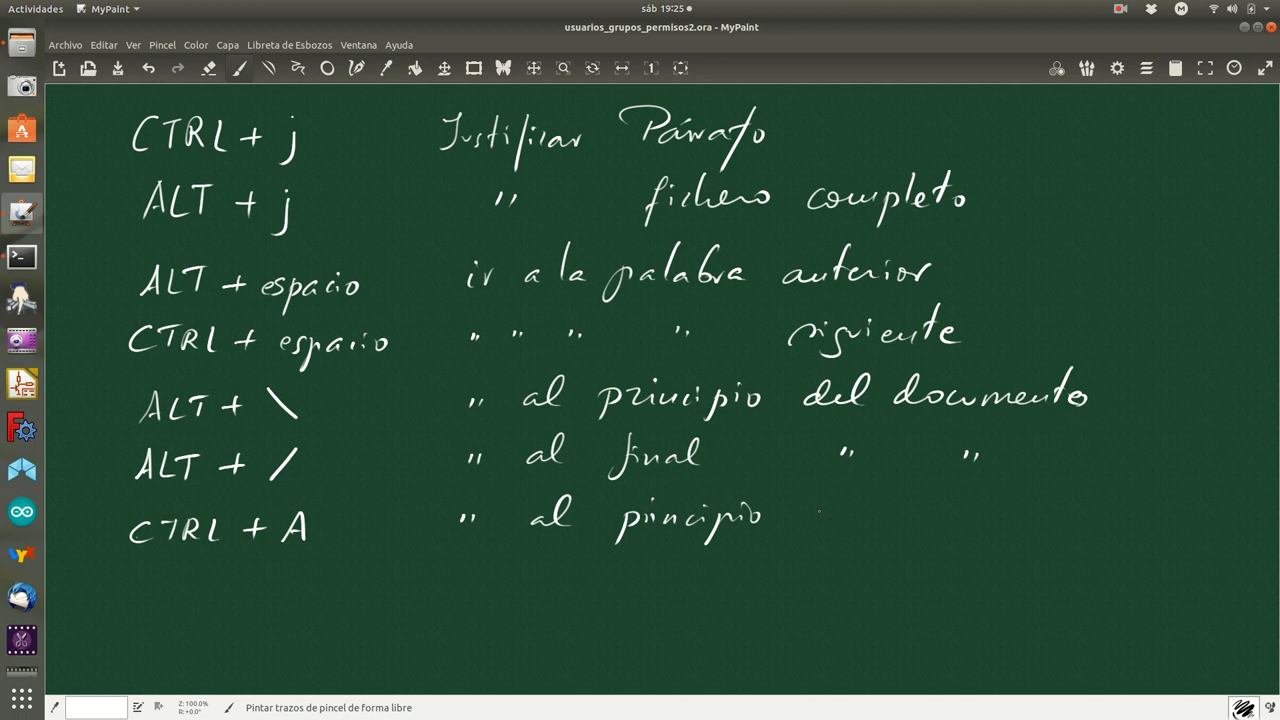 Actividades MyPaint sáb 19:25
usuarios_grupos_permisos2.ora - MyPaint
Archivo Editar Ver Pincel Color Capa Libreta de Esbozos Ventana Ayuda
CTRL + j Justificar Párrafo
ALT + j " fichero completo
ALT + espacio ir a la palabra anterior
CTRL + espacio " " " " siguiente
ALT + \ " al principio del documento
ALT + / " al final " "
CTRL + A " al principio
Z: 100.0%
R: +0.0°
Pintar trazos de pincel de forma libre